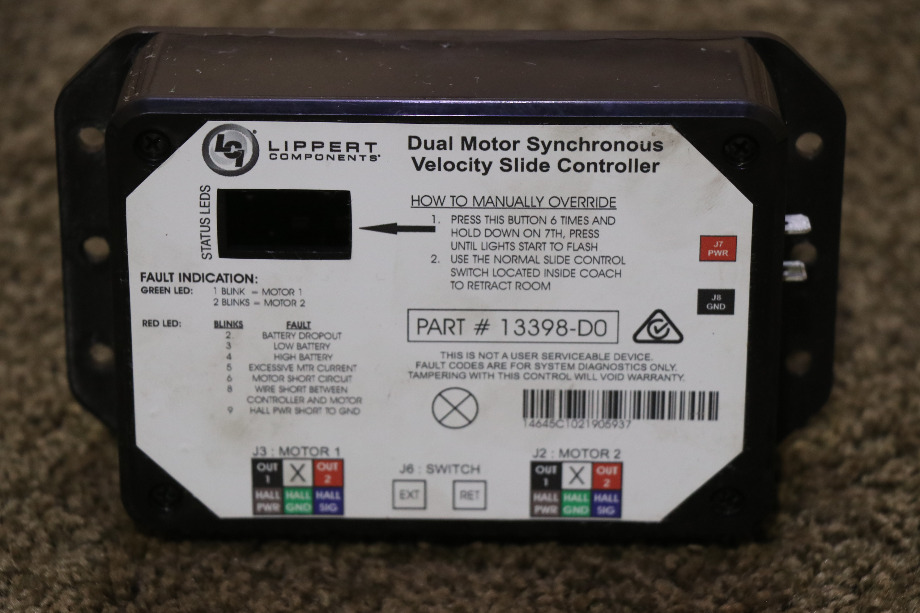 LCI
LIPPERT
COMPONENTS
Dual Motor Synchronous
Velocity Slide Controller
STATUS LEDS
HOW TO MANUALLY OVERRIDE
1. PRESS THIS BUTTON 6 TIMES AND
HOLD DOWN ON 7TH, PRESS
UNTIL LIGHTS START TO FLASH
2. USE THE NORMAL SLIDE CONTROL
SWITCH LOCATED INSIDE COACH
TO RETRACT ROOM
J7
PWR
J8
GND
FAULT INDICATION:
GREEN LED: 1 BLINK = MOTOR 1
2 BLINKS = MOTOR 2
RED LED: BLINKS FAULT
2 BATTERY DROPOUT
3 LOW BATTERY
4 HIGH BATTERY
5 EXCESSIVE MTR CURRENT
6 MOTOR SHORT CIRCUIT
8 WIRE SHORT BETWEEN
CONTROLLER AND MOTOR
9 HALL PWR SHORT TO GND
PART # 13398-D0
THIS IS NOT A USER SERVICEABLE DEVICE.
FAULT CODES ARE FOR SYSTEM DIAGNOSTICS ONLY.
TAMPERING WITH THIS CONTROL WILL VOID WARRANTY.
14645C1021905937
J3 : MOTOR 1
OUT 1 X OUT 2
HALL PWR HALL GND HALL SIG
J6 : SWITCH
EXT RET
J2 : MOTOR 2
OUT 1 X OUT 2
HALL PWR HALL GND HALL SIG